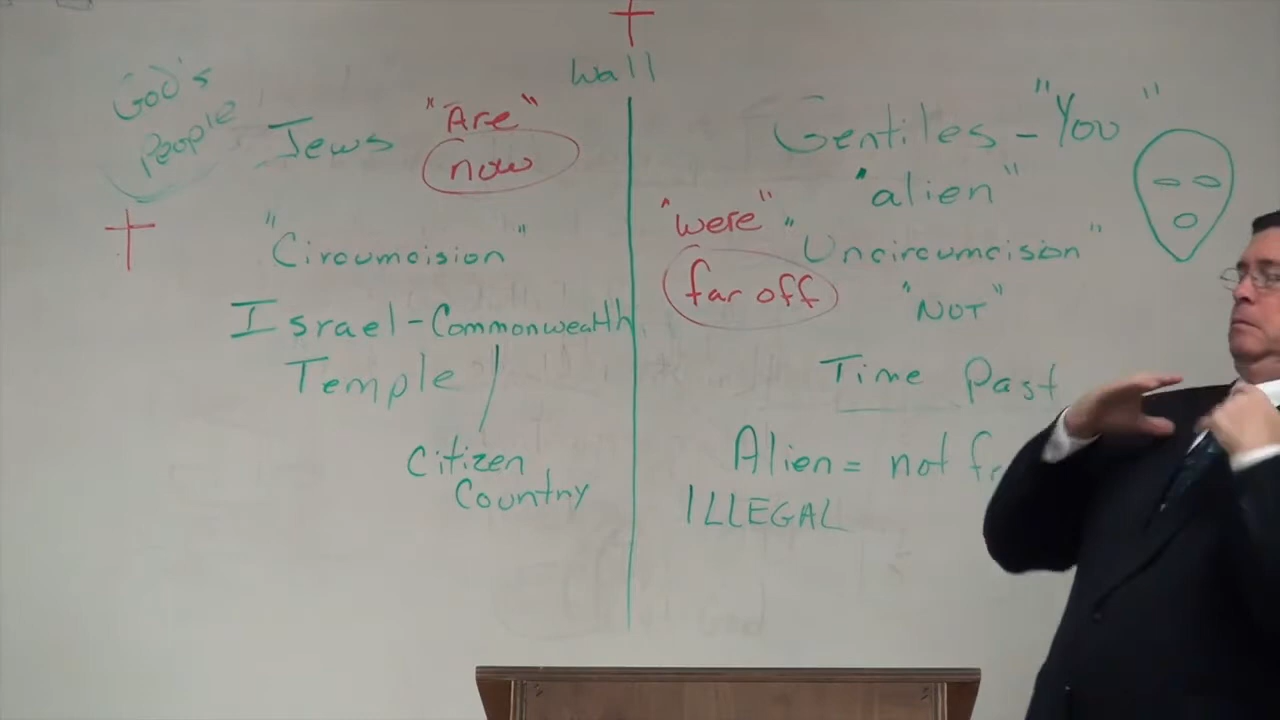 Wall
God's
People
Jews
"Are"
now
"Circumcision"
Israel-Commonwealth
Temple
Citizen
Country
Gentiles - "You"
"alien"
"were"
"Uncircumcision"
far off
"NOT"
Time Past
Alien = not
ILLEGAL